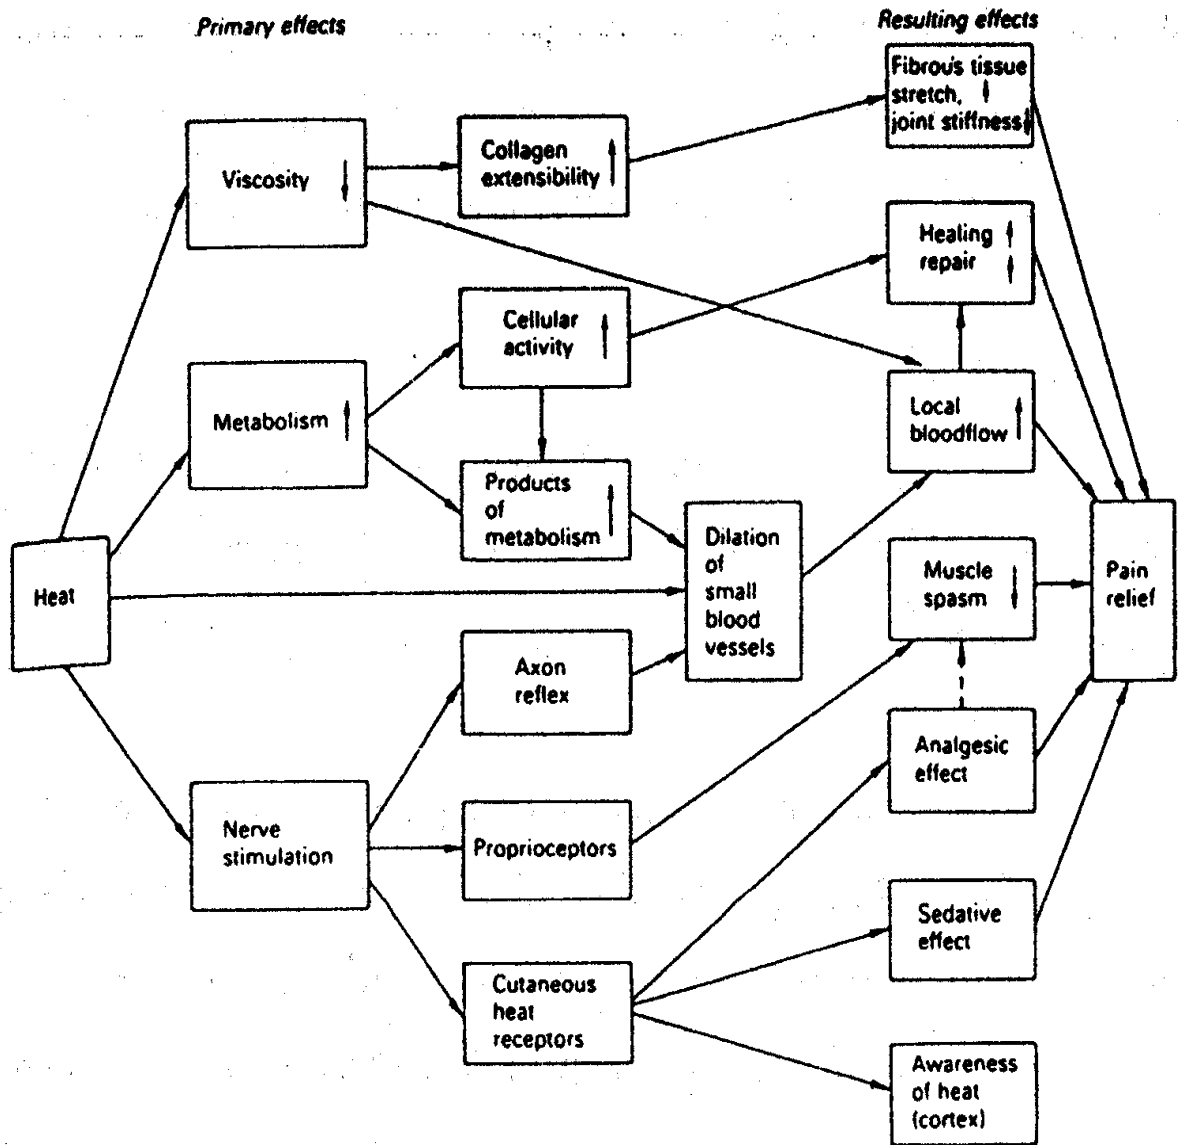 Primary effects
Resulting effects
Fibrous tissue
stretch, ↑
joint stiffness↓
Viscosity ↓
Collagen ↑
extensibility
Healing ↑
repair ↑
Cellular ↑
activity
Metabolism ↑
Local ↑
bloodflow
Products ↑
of
metabolism
Dilation
of
small
blood
vessels
Heat
Muscle ↓
spasm
Pain
relief
Axon
reflex
Analgesic
effect
Nerve
stimulation
Proprioceptors
Sedative
effect
Cutaneous
heat
receptors
Awareness
of heat
(cortex)